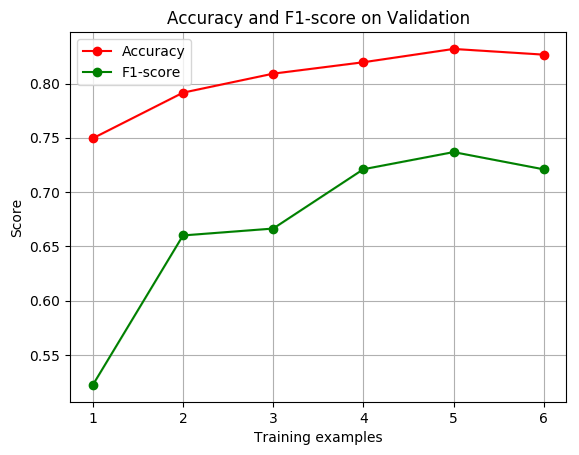 Accuracy and F1-score on Validation
Accuracy
F1-score
0.80
0.75
0.70
0.65
0.60
0.55
Score
1 2 3 4 5 6
Training examples